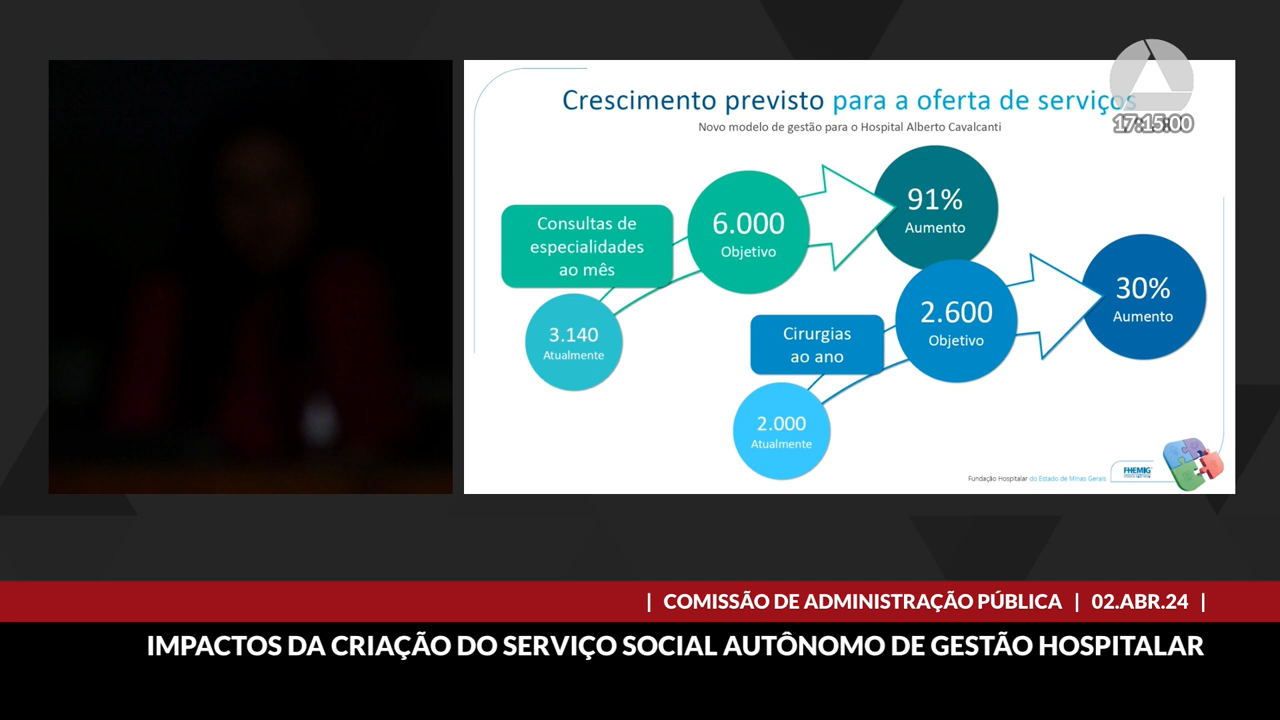 Crescimento previsto para a oferta de serviços
Novo modelo de gestão para o Hospital Alberto Cavalcanti
17:15:00
Consultas de
especialidades
ao mês
6.000
Objetivo
91%
Aumento
3.140
Atualmente
Cirurgias
ao ano
2.600
Objetivo
30%
Aumento
2.000
Atualmente
Fundação Hospitalar do Estado de Minas Gerais
FHEMIG
| COMISSÃO DE ADMINISTRAÇÃO PÚBLICA | 02.ABR.24 |
IMPACTOS DA CRIAÇÃO DO SERVIÇO SOCIAL AUTÔNOMO DE GESTÃO HOSPITALAR